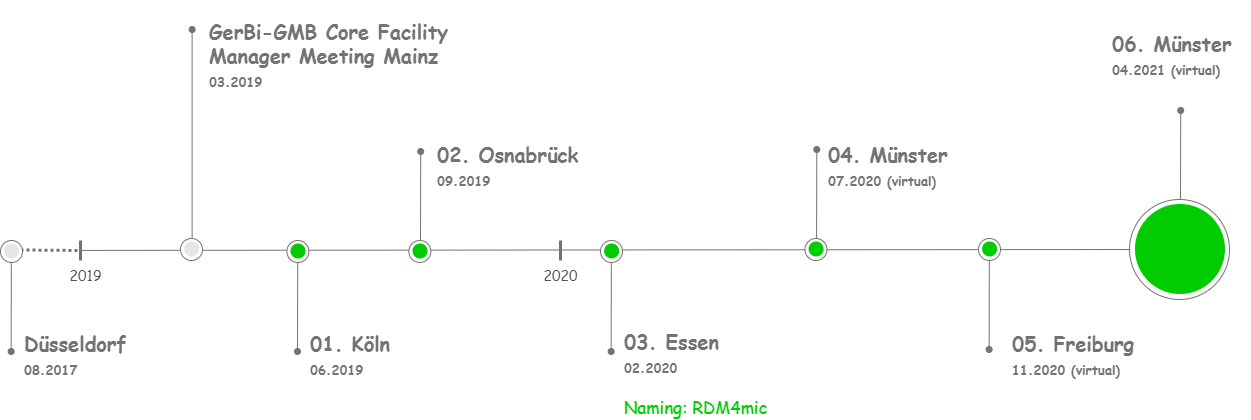 GerBi-GMB Core Facility
Manager Meeting Mainz
03.2019
06. Münster
04.2021 (virtual)
02. Osnabrück
09.2019
04. Münster
07.2020 (virtual)
2019
2020
Düsseldorf
08.2017
01. Köln
06.2019
03. Essen
02.2020
05. Freiburg
11.2020 (virtual)
Naming: RDM4mic